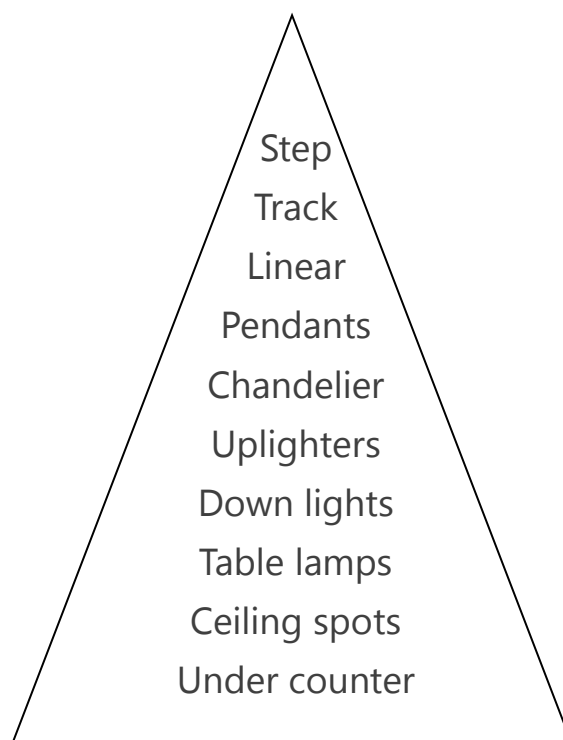 Step
Track
Linear
Pendants
Chandelier
Uplighters
Down lights
Table lamps
Ceiling spots
Under counter